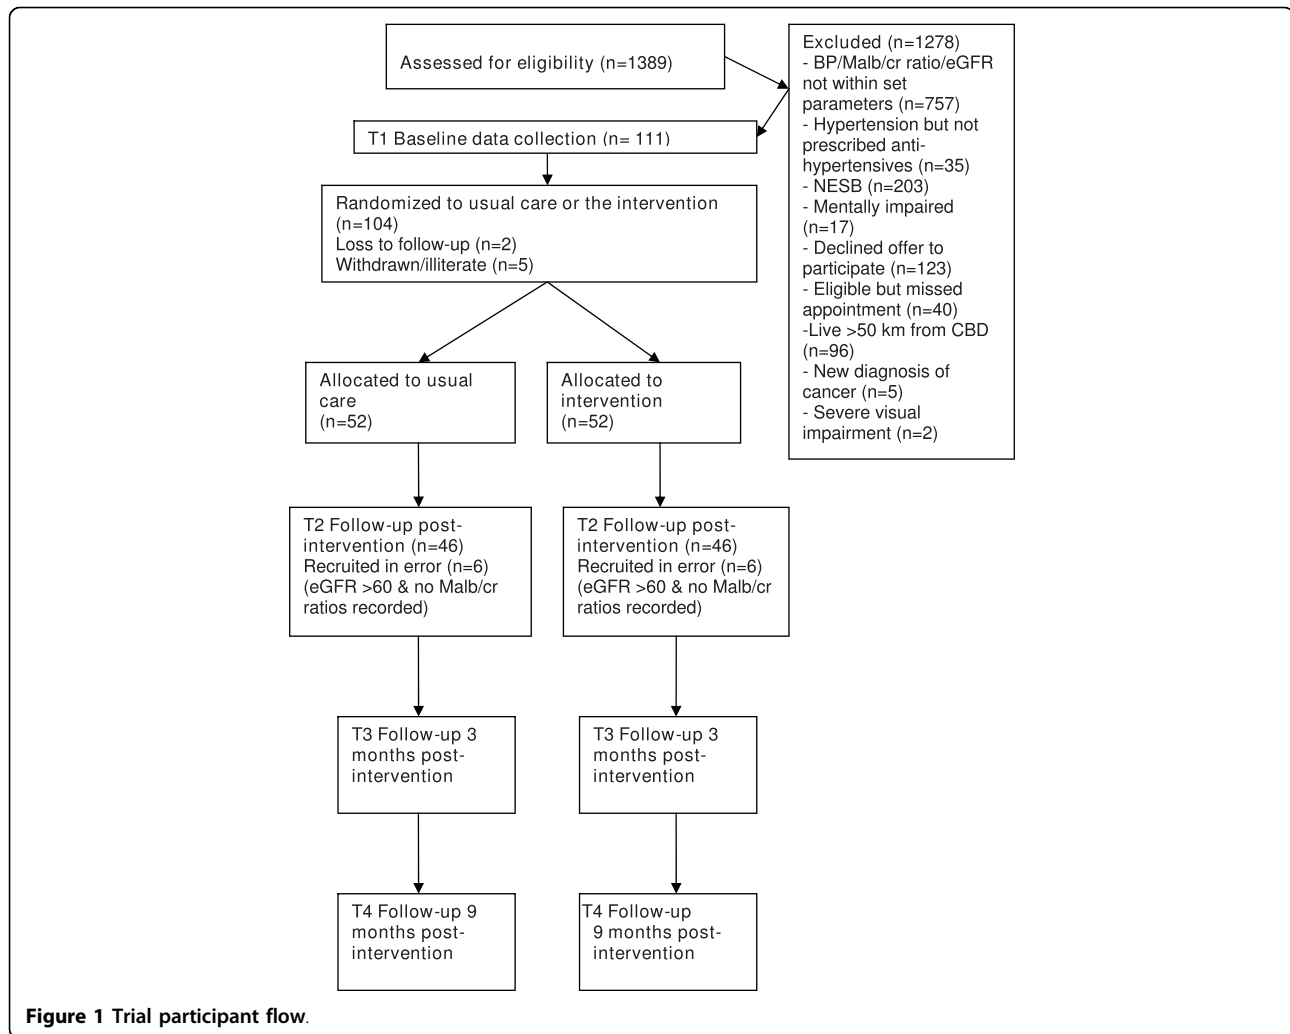 Assessed for eligibility (n=1389)
Excluded (n=1278)
- BP/Malb/cr ratio/eGFR
not within set
parameters (n=757)
- Hypertension but not
prescribed anti-
hypertensives (n=35)
- NESB (n=203)
- Mentally impaired
(n=17)
- Declined offer to
participate (n=123)
- Eligible but missed
appointment (n=40)
-Live >50 km from CBD
(n=96)
- New diagnosis of
cancer (n=5)
- Severe visual
impairment (n=2)
T1 Baseline data collection (n= 111)
Randomized to usual care or the intervention
(n=104)
Loss to follow-up (n=2)
Withdrawn/illiterate (n=5)
Allocated to usual
care
(n=52)
Allocated to
intervention
(n=52)
T2 Follow-up post-
intervention (n=46)
Recruited in error (n=6)
(eGFR >60 & no Malb/cr
ratios recorded)
T2 Follow-up post-
intervention (n=46)
Recruited in error (n=6)
(eGFR >60 & no Malb/cr
ratios recorded)
T3 Follow-up 3
months post-
intervention
T3 Follow-up 3
months post-
intervention
T4 Follow-up 9
months post-
intervention
T4 Follow-up
9 months post-
intervention
Figure 1 Trial participant flow.